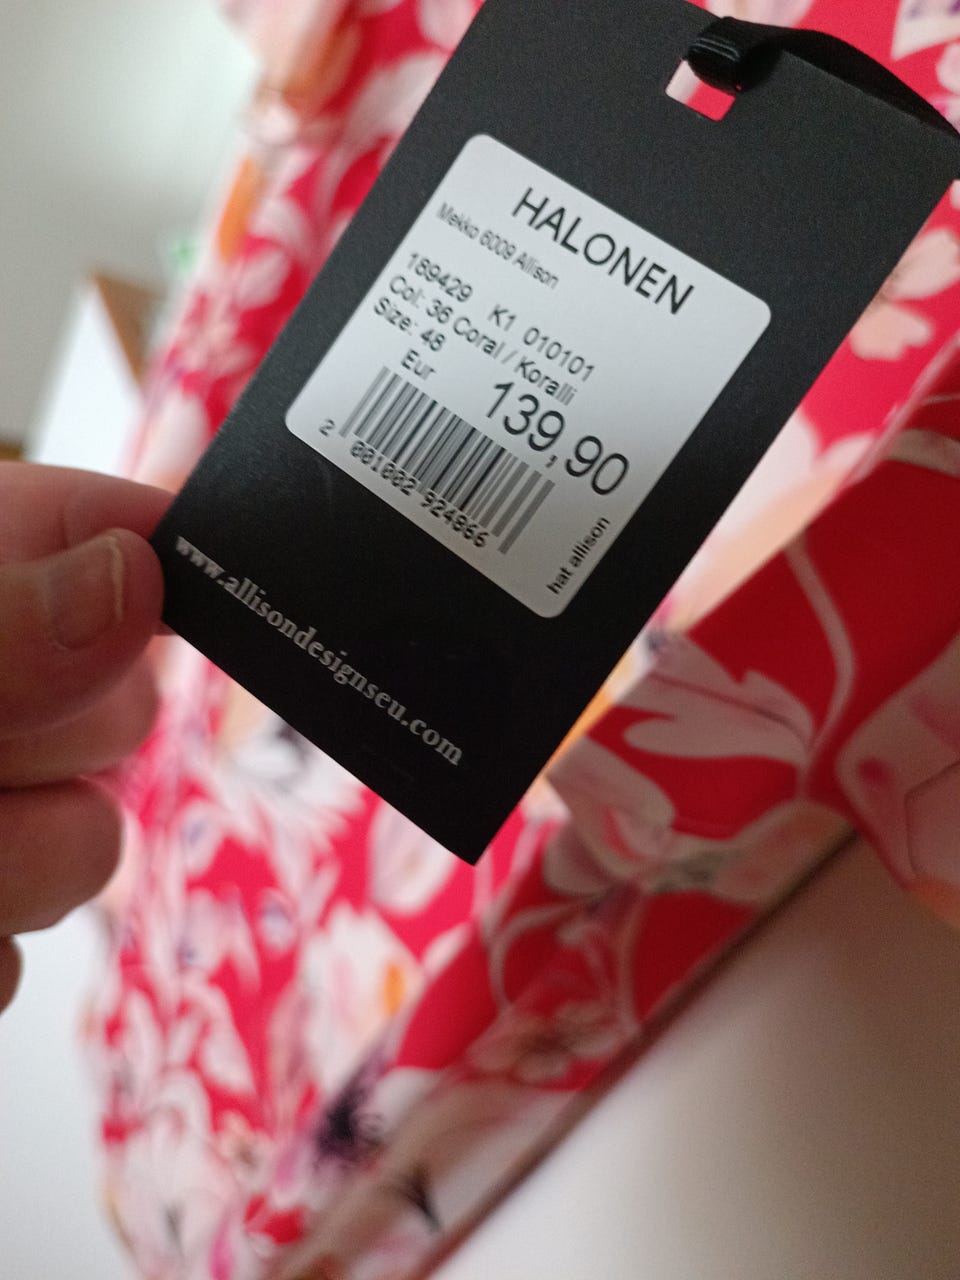 HALONEN
Mekko 6009 Allison
189429 K1 010101
Col: 36 Coral / Koralli
Size: 48
Eur 139,90
2 001002 924866
hat allison
www.allisondesignseu.com